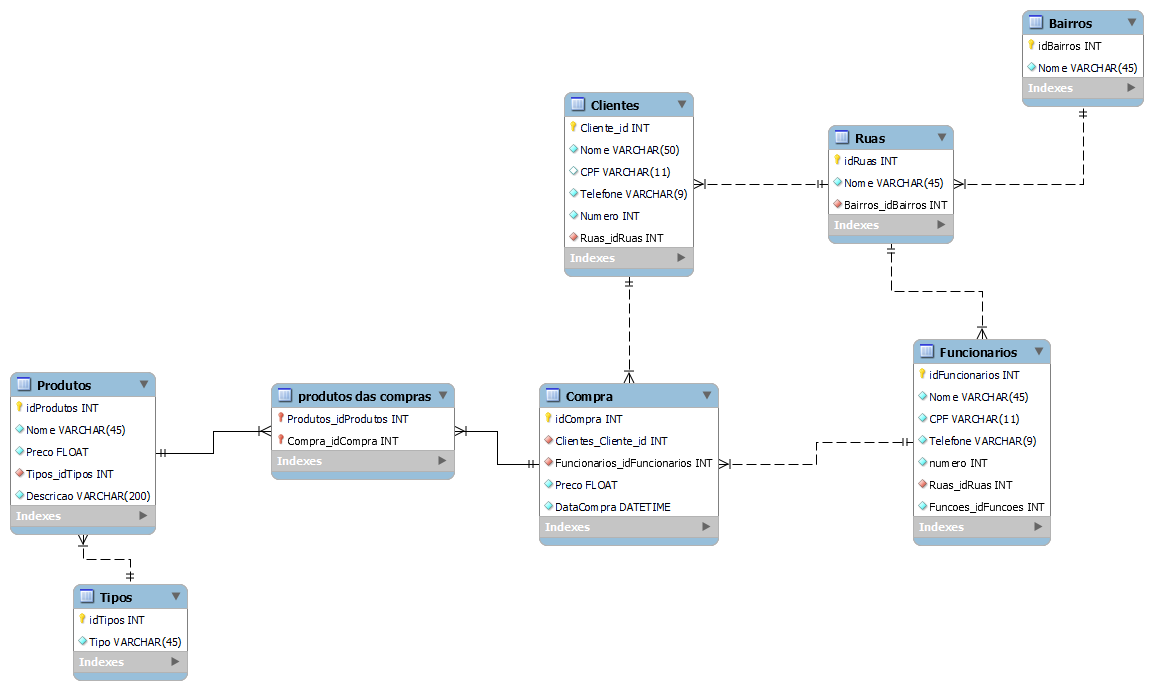 Bairros
idBairros INT
Nome VARCHAR(45)
Indexes
Clientes
Cliente_id INT
Nome VARCHAR(50)
CPF VARCHAR(11)
Telefone VARCHAR(9)
Numero INT
Ruas_idRuas INT
Indexes
Ruas
idRuas INT
Nome VARCHAR(45)
Bairros_idBairros INT
Indexes
Funcionarios
idFuncionarios INT
Nome VARCHAR(45)
CPF VARCHAR(11)
Telefone VARCHAR(9)
numero INT
Ruas_idRuas INT
Funcoes_idFuncoes INT
Indexes
Produtos
idProdutos INT
Nome VARCHAR(45)
Preco FLOAT
Tipos_idTipos INT
Descricao VARCHAR(200)
Indexes
produtos das compras
Produtos_idProdutos INT
Compra_idCompra INT
Indexes
Compra
idCompra INT
Clientes_Cliente_id INT
Funcionarios_idFuncionarios INT
Preco FLOAT
DataCompra DATETIME
Indexes
Tipos
idTipos INT
Tipo VARCHAR(45)
Indexes